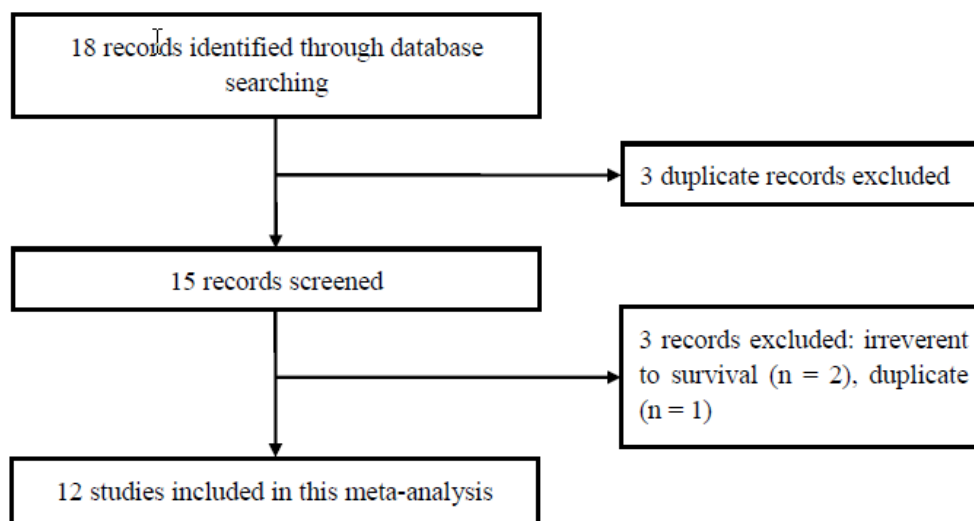 18 records identified through database
searching
3 duplicate records excluded
15 records screened
3 records excluded: irreverent
to survival (n = 2), duplicate
(n = 1)
12 studies included in this meta-analysis